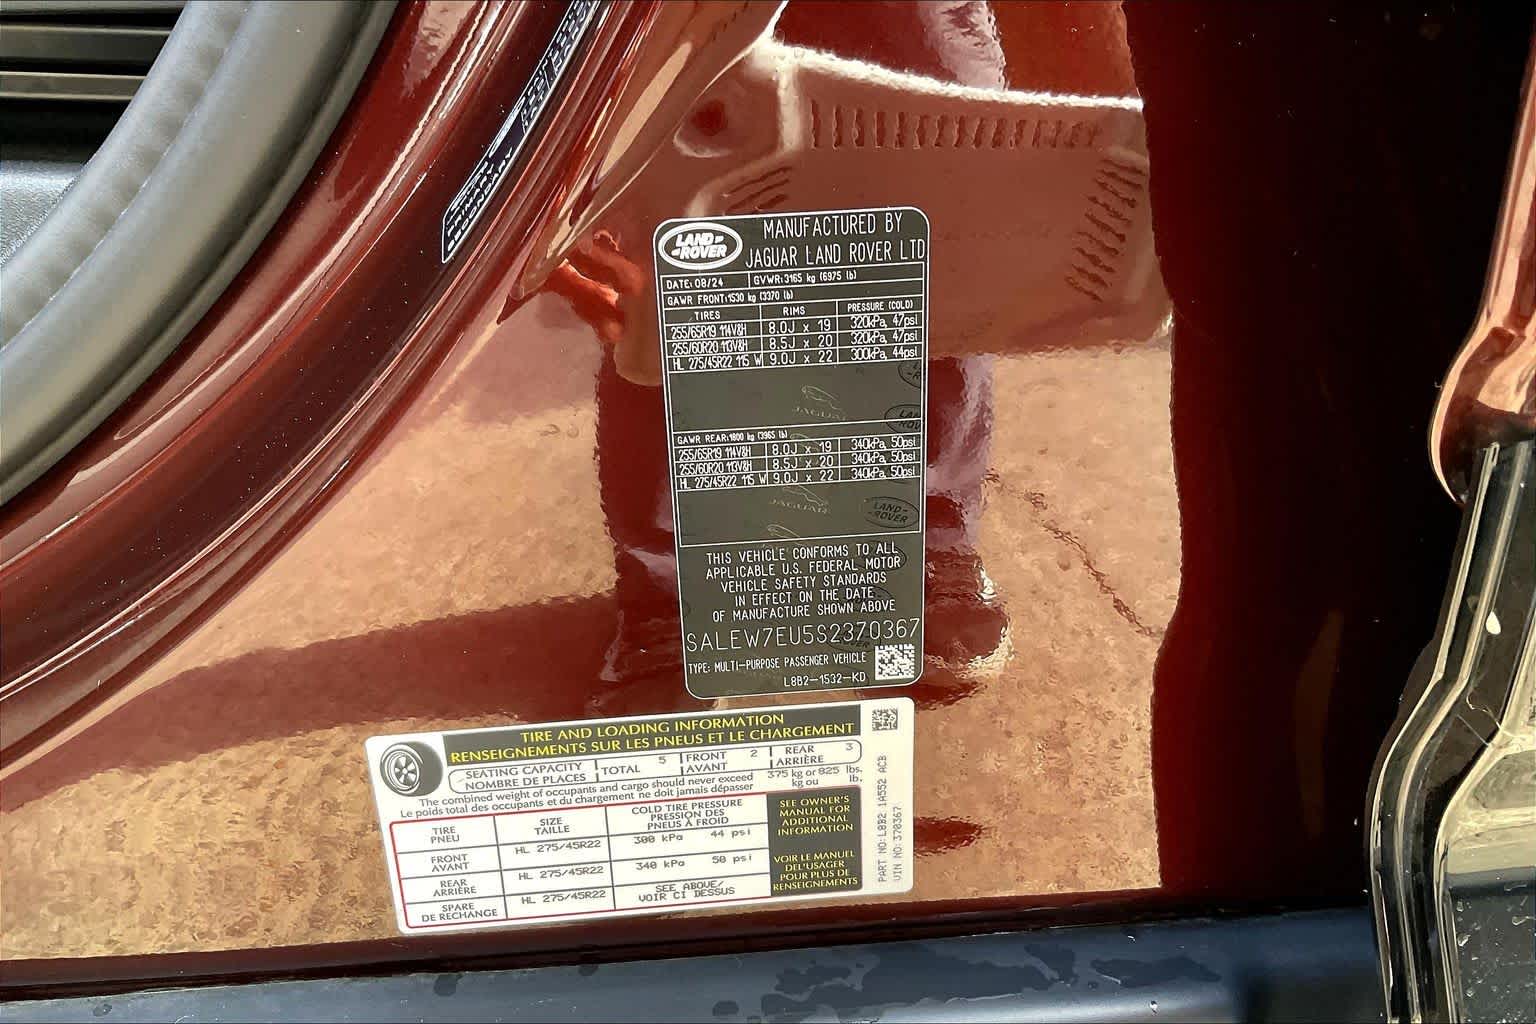 PRIMARY
SECONDARY
LAND-
-ROVER
MANUFACTURED BY
JAGUAR LAND ROVER LTD
DATE: 08/24 GVWR: 3165 kg (6975 lb)
GAWR FRONT: 1530 kg (3370 lb)
TIRES RIMS PRESSURE (COLD)
255/65R19 114V&H 8.0J x 19 320kPa, 47psi
255/60R20 113V&H 8.5J x 20 320kPa, 47psi
HL 275/45R22 115 W 9.0J x 22 300kPa, 44psi
JAGUAR
GAWR REAR: 1800 kg (3965 lb)
255/65R19 114V&H 8.0J x 19 340kPa, 50psi
255/60R20 113V&H 8.5J x 20 340kPa, 50psi
HL 275/45R22 115 W 9.0J x 22 340kPa, 50psi
JAGUAR
LAND-
-ROVER
THIS VEHICLE CONFORMS TO ALL
APPLICABLE U.S. FEDERAL MOTOR
VEHICLE SAFETY STANDARDS
IN EFFECT ON THE DATE
OF MANUFACTURE SHOWN ABOVE
SALEW7EU5S2370367
TYPE: MULTI-PURPOSE PASSENGER VEHICLE
L8B2-1532-KD
TIRE AND LOADING INFORMATION
RENSEIGNEMENTS SUR LES PNEUS ET LE CHARGEMENT
SEATING CAPACITY
NOMBRE DE PLACES
TOTAL 5
FRONT
AVANT
2
REAR
ARRIÈRE
3
The combined weight of occupants and cargo should never exceed 375 kg or 825 lbs.
Le poids total des occupants et du chargement ne doit jamais dépasser kg ou lb.
TIRE
PNEU
SIZE
TAILLE
COLD TIRE PRESSURE
PRESSION DES
PNEUS À FROID
FRONT
AVANT
HL 275/45R22 300 kPa 44 psi
REAR
ARRIÈRE
HL 275/45R22 340 kPa 50 psi
SPARE
DE RECHANGE
HL 275/45R22
SEE ABOVE/
VOIR CI DESSUS
SEE OWNER'S
MANUAL FOR
ADDITIONAL
INFORMATION
VOIR LE MANUEL
DE L'USAGER
POUR PLUS DE
RENSEIGNEMENTS
PART NO: L8B2 1A552 ACB
VIN NO: 370367